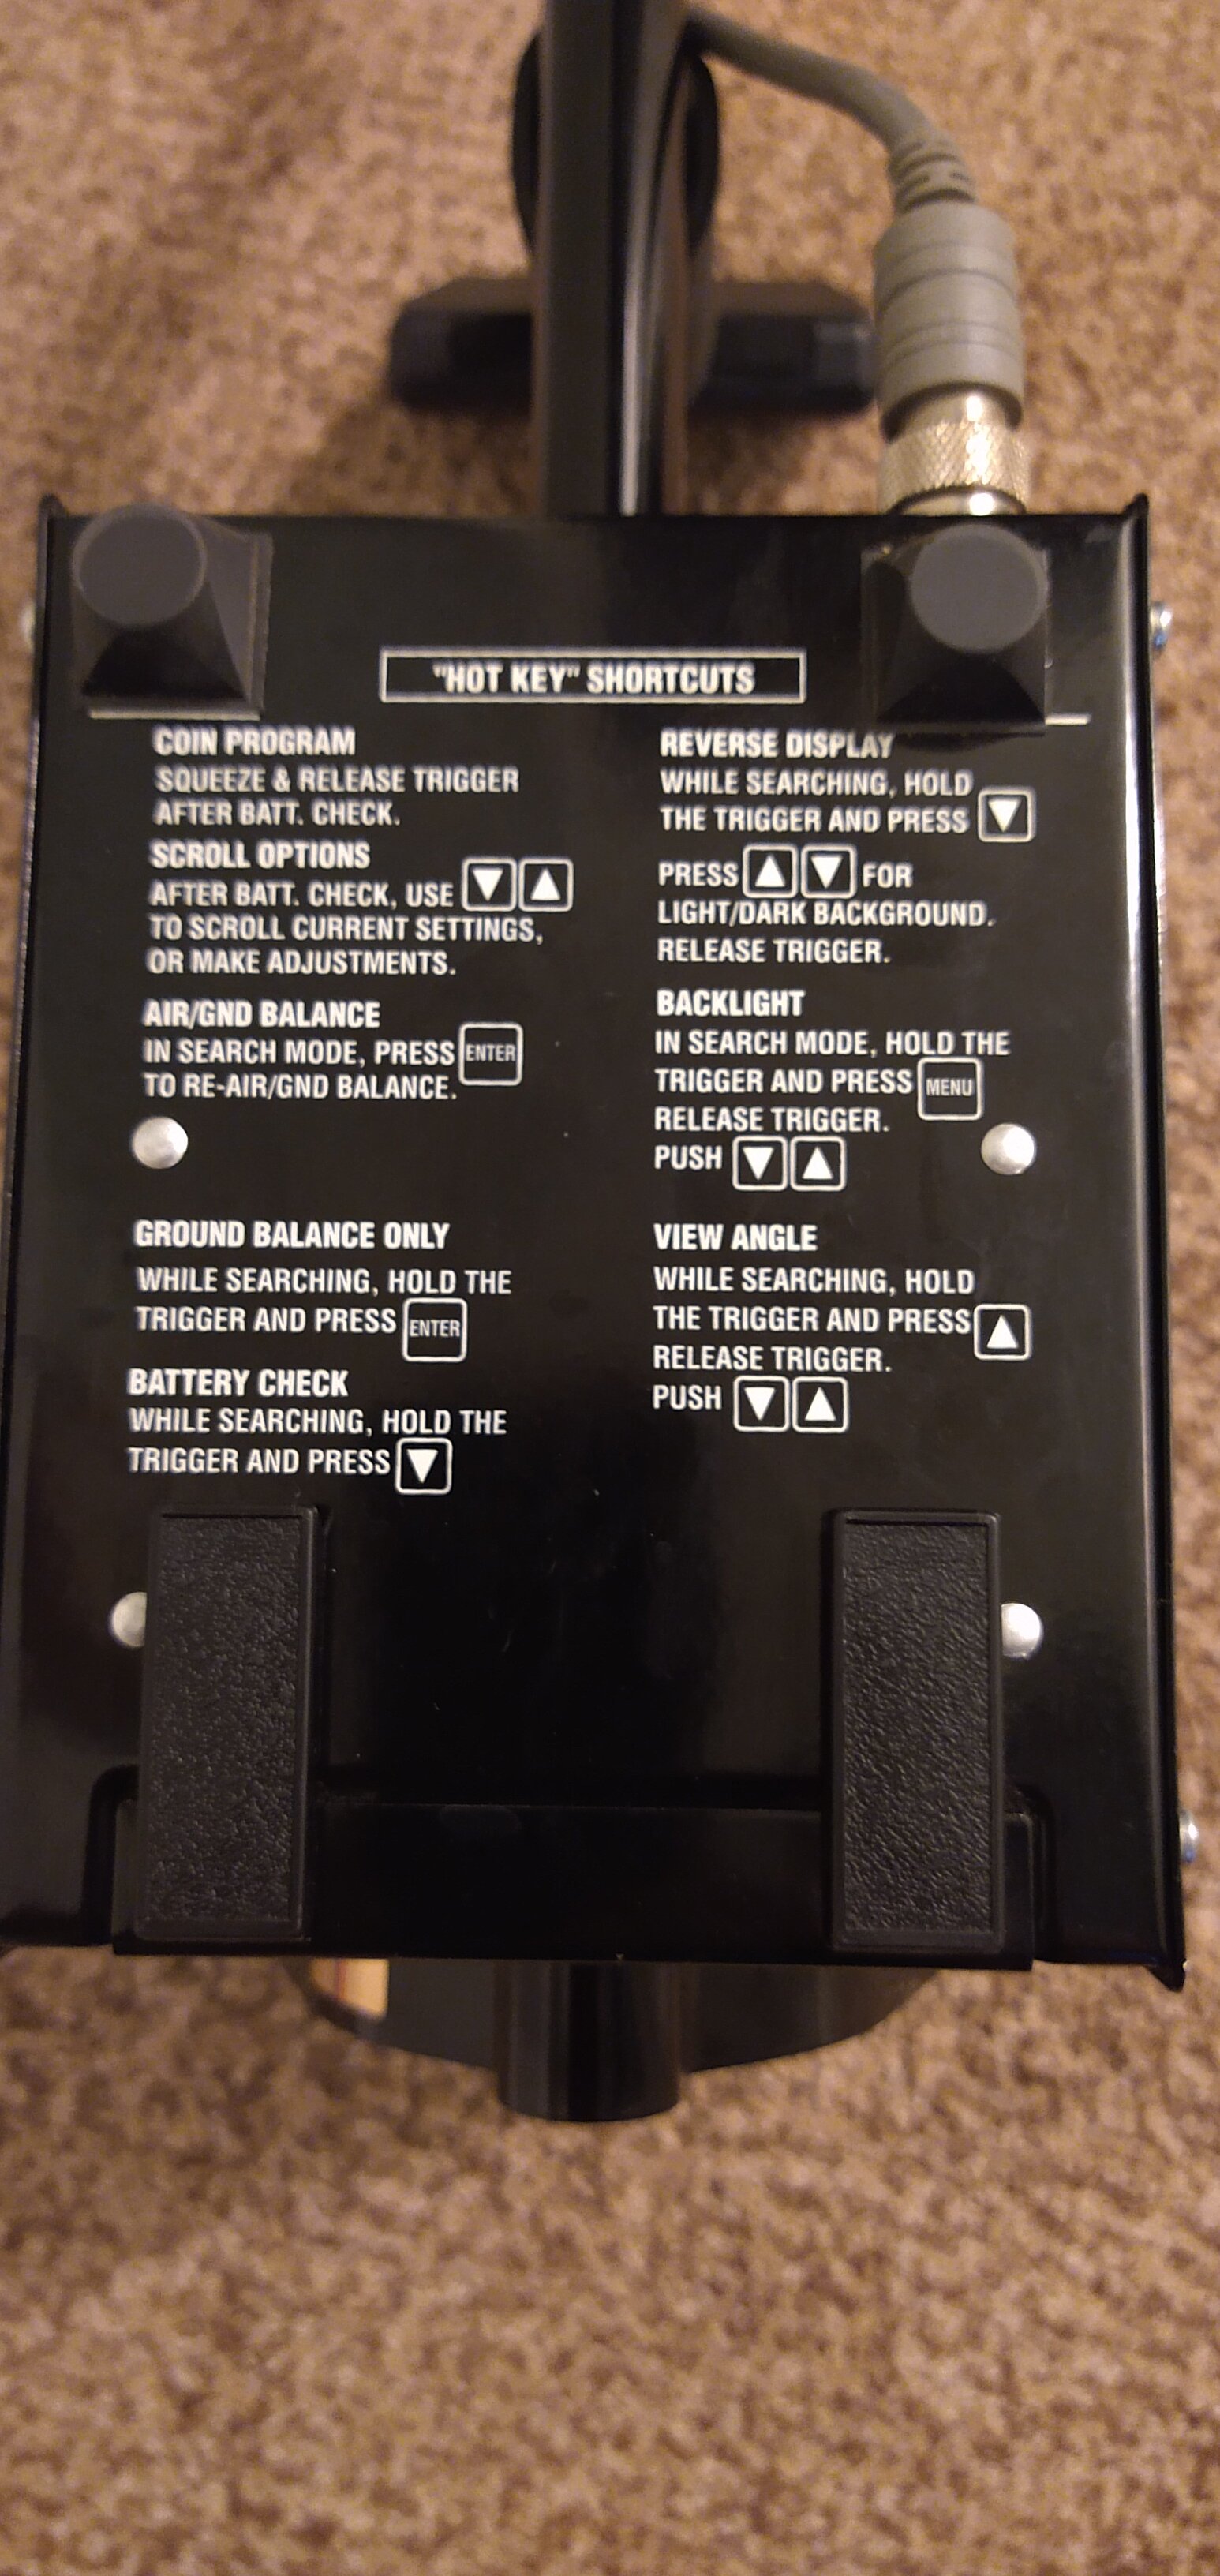 "HOT KEY" SHORTCUTS
COIN PROGRAM
SQUEEZE & RELEASE TRIGGER
AFTER BATT. CHECK.
SCROLL OPTIONS
AFTER BATT. CHECK, USE ▼ ▲
TO SCROLL CURRENT SETTINGS,
OR MAKE ADJUSTMENTS.
AIR/GND BALANCE
IN SEARCH MODE, PRESS ENTER
TO RE-AIR/GND BALANCE.
GROUND BALANCE ONLY
WHILE SEARCHING, HOLD THE
TRIGGER AND PRESS ENTER
BATTERY CHECK
WHILE SEARCHING, HOLD THE
TRIGGER AND PRESS ▼
REVERSE DISPLAY
WHILE SEARCHING, HOLD
THE TRIGGER AND PRESS ▼
PRESS ▲ ▼ FOR
LIGHT/DARK BACKGROUND.
RELEASE TRIGGER.
BACKLIGHT
IN SEARCH MODE, HOLD THE
TRIGGER AND PRESS MENU
RELEASE TRIGGER.
PUSH ▼ ▲
VIEW ANGLE
WHILE SEARCHING, HOLD
THE TRIGGER AND PRESS ▲
RELEASE TRIGGER.
PUSH ▼ ▲